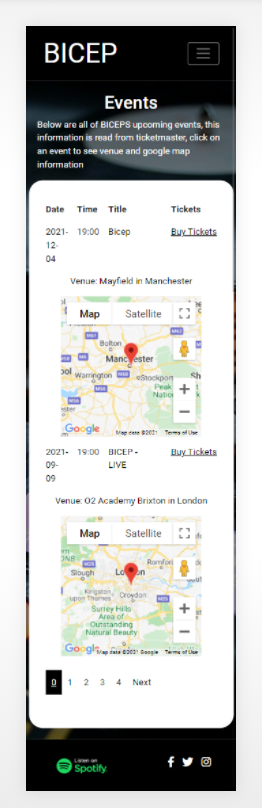 BICEP
Events
Below are all of BICEPS upcoming events, this
information is read from ticketmaster, click on
an event to see venue and google map
information
Date Time Title Tickets
2021- 19:00 Bicep Buy Tickets
12-
04
Venue: Mayfield in Manchester
Map Satellite
Bolton
Manchester
Warrington
Stockport
Peak
Google Map data ©2021 Terms of Use
2021- 19:00 BICEP - Buy Tickets
09- LIVE
09
Venue: O2 Academy Brixton in London
Map Satellite
Slough
Romford
London
Kingston
upon Thames
Croydon
Surrey Hills
Area of
Outstanding
Natural Beauty
Google Map data ©2021 Google Terms of Use
0 1 2 3 4 Next
Listen on
Spotify